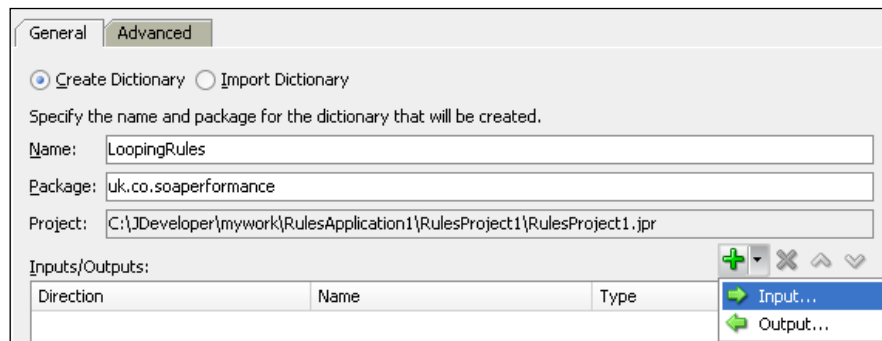 General Advanced
Create Dictionary Import Dictionary
Specify the name and package for the dictionary that will be created.
Name: LoopingRules
Package: uk.co.soaperformance
Project: C:\JDeveloper\mywork\RulesApplication1\RulesProject1\RulesProject1.jpr
Inputs/Outputs:
Direction Name Type
Input...
Output...